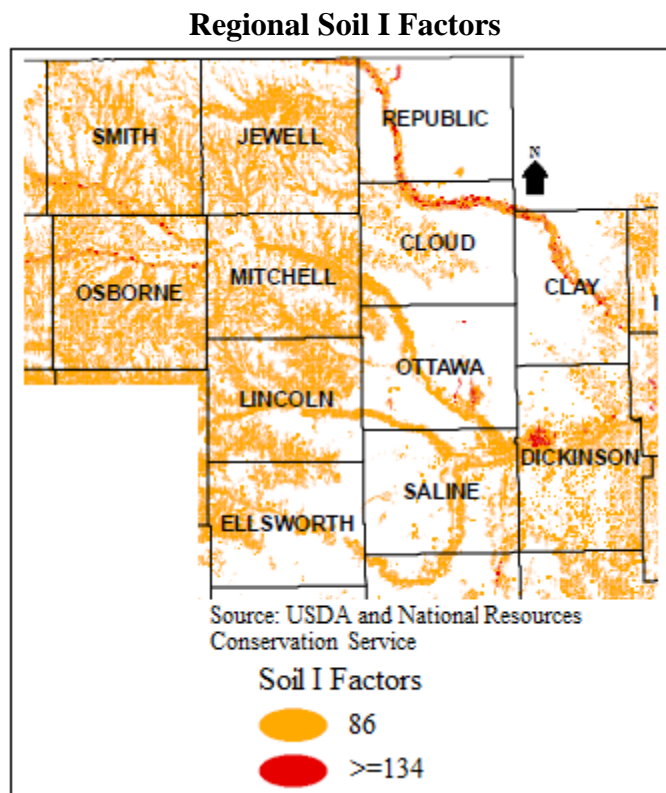 Regional Soil I Factors
SMITH
JEWELL
REPUBLIC
N
CLOUD
OSBORNE
MITCHELL
CLAY
OTTAWA
LINCOLN
DICKINSON
SALINE
ELLSWORTH
Source: USDA and National Resources
Conservation Service
Soil I Factors
86
>=134